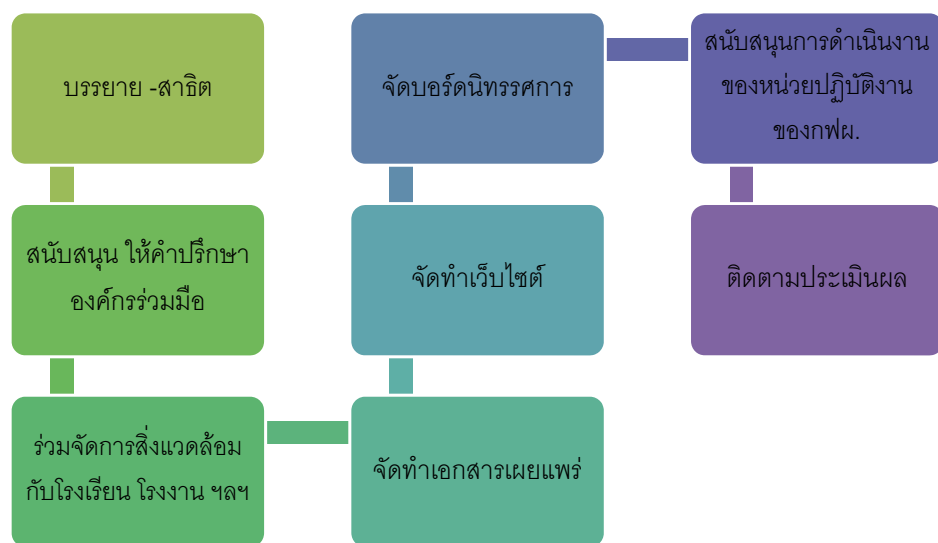 บรรยาย -สาธิต
สนับสนุน ให้คำปรึกษา
องค์กรร่วมมือ
ร่วมจัดการสิ่งแวดล้อม
กับโรงเรียน โรงงาน ฯลฯ
จัดทำเอกสารเผยแพร่
จัดทำเว็บไซต์
จัดบอร์ดนิทรรศการ
สนับสนุนการดำเนินงาน
ของหน่วยปฏิบัติงาน
ของกฟผ.
ติดตามประเมินผล